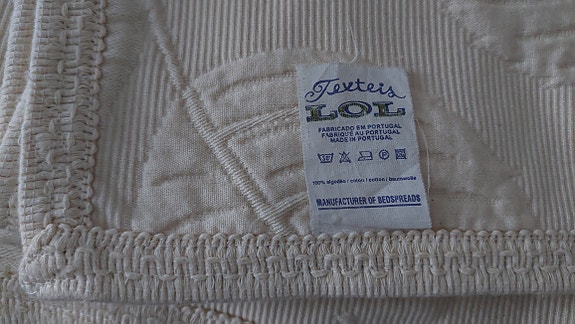 Texteis
LOL
FABRICADO EM PORTUGAL
FABRIQUÉ AU PORTUGAL
MADE IN PORTUGAL
100% algodão / coton / cotton / baumwolle
MANUFACTURER OF BEDSPREADS